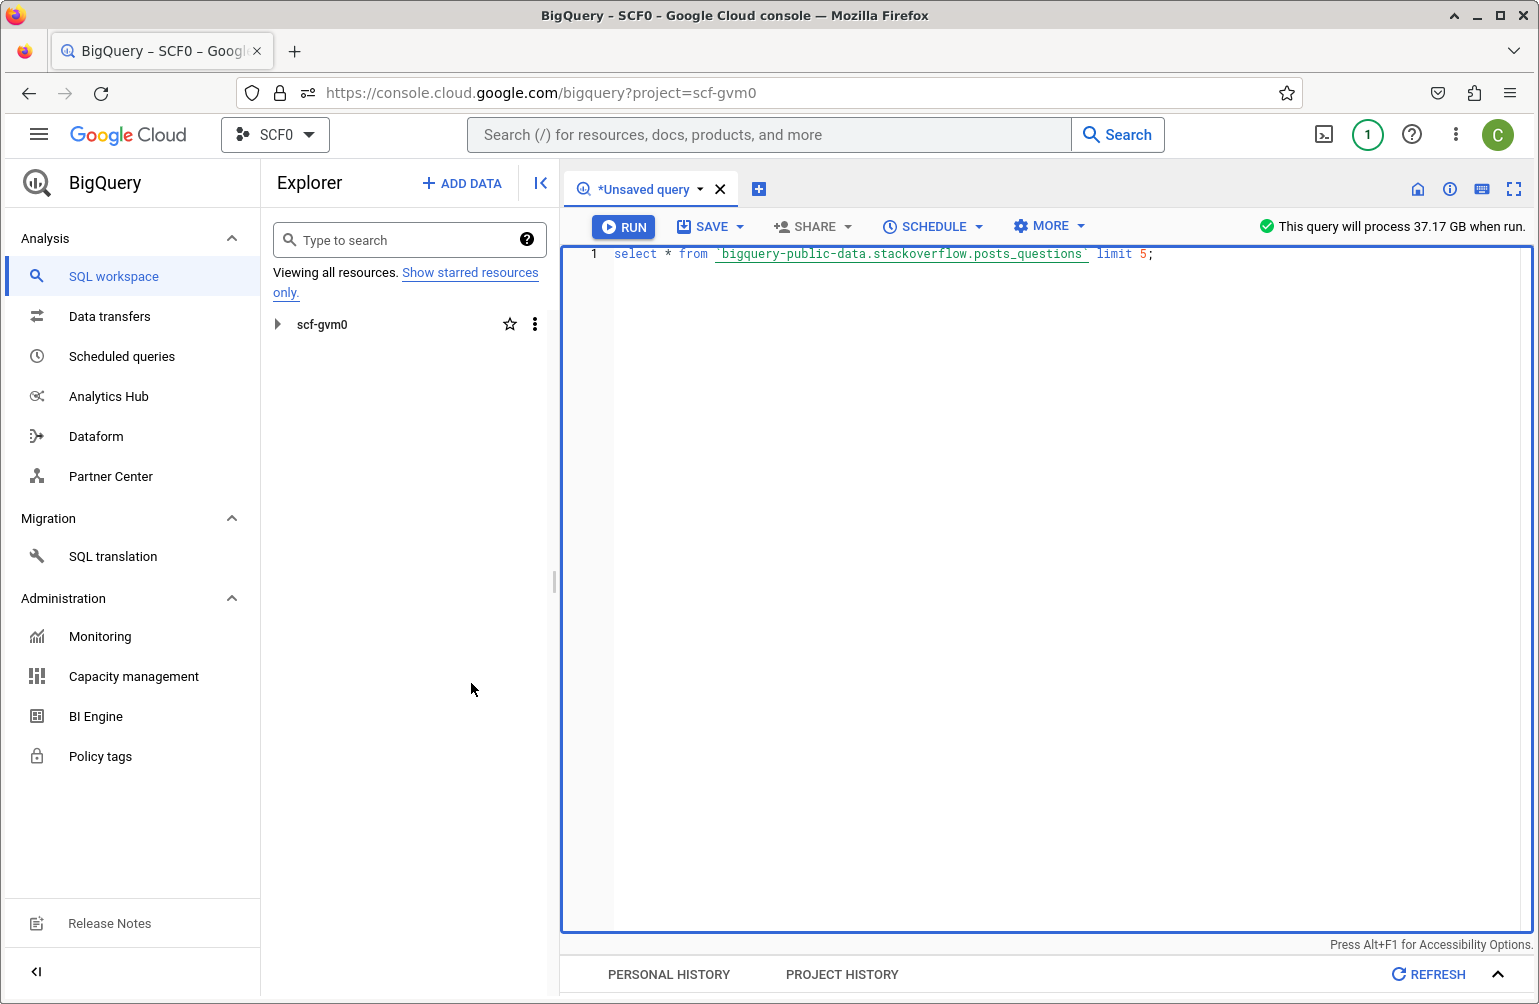 BigQuery – SCF0 – Google Cloud console — Mozilla Firefox
BigQuery – SCF0 – Googl
https://console.cloud.google.com/bigquery?project=scf-gvm0
Google Cloud
SCF0
Search (/) for resources, docs, products, and more
Search
1
C
BigQuery
Analysis
SQL workspace
Data transfers
Scheduled queries
Analytics Hub
Dataform
Partner Center
Migration
SQL translation
Administration
Monitoring
Capacity management
BI Engine
Policy tags
Release Notes
Explorer
ADD DATA
Type to search
Viewing all resources. Show starred resources
only.
scf-gvm0
*Unsaved query
RUN
SAVE
SHARE
SCHEDULE
MORE
This query will process 37.17 GB when run.
1 select * from `bigquery-public-data.stackoverflow.posts_questions` limit 5;
Press Alt+F1 for Accessibility Options.
PERSONAL HISTORY
PROJECT HISTORY
REFRESH